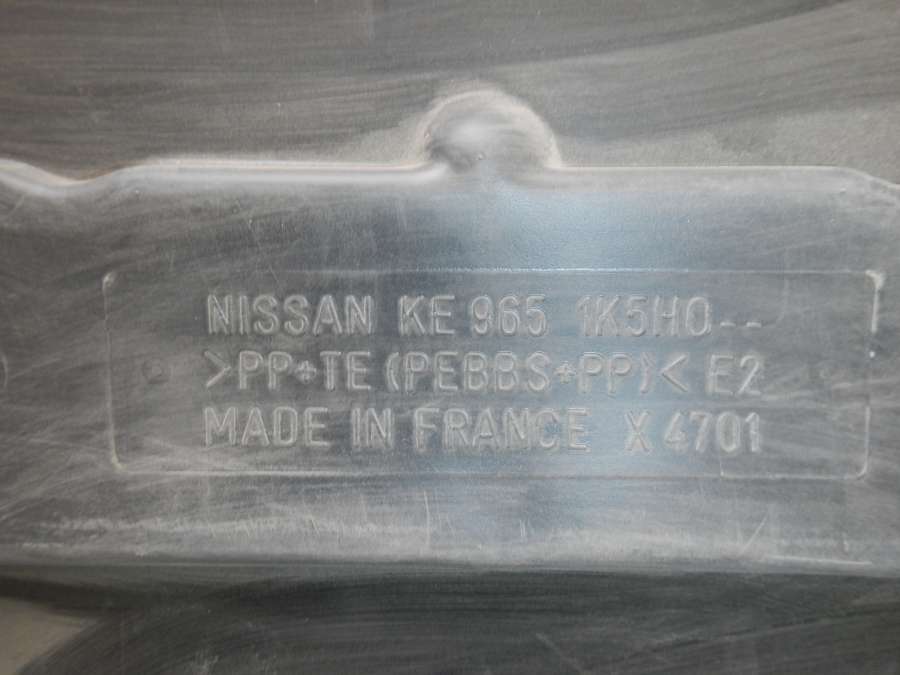 NISSAN KE 965 1K5H0--
>PP+TE (PEBBS+PP)< E2
MADE IN FRANCE X 4701